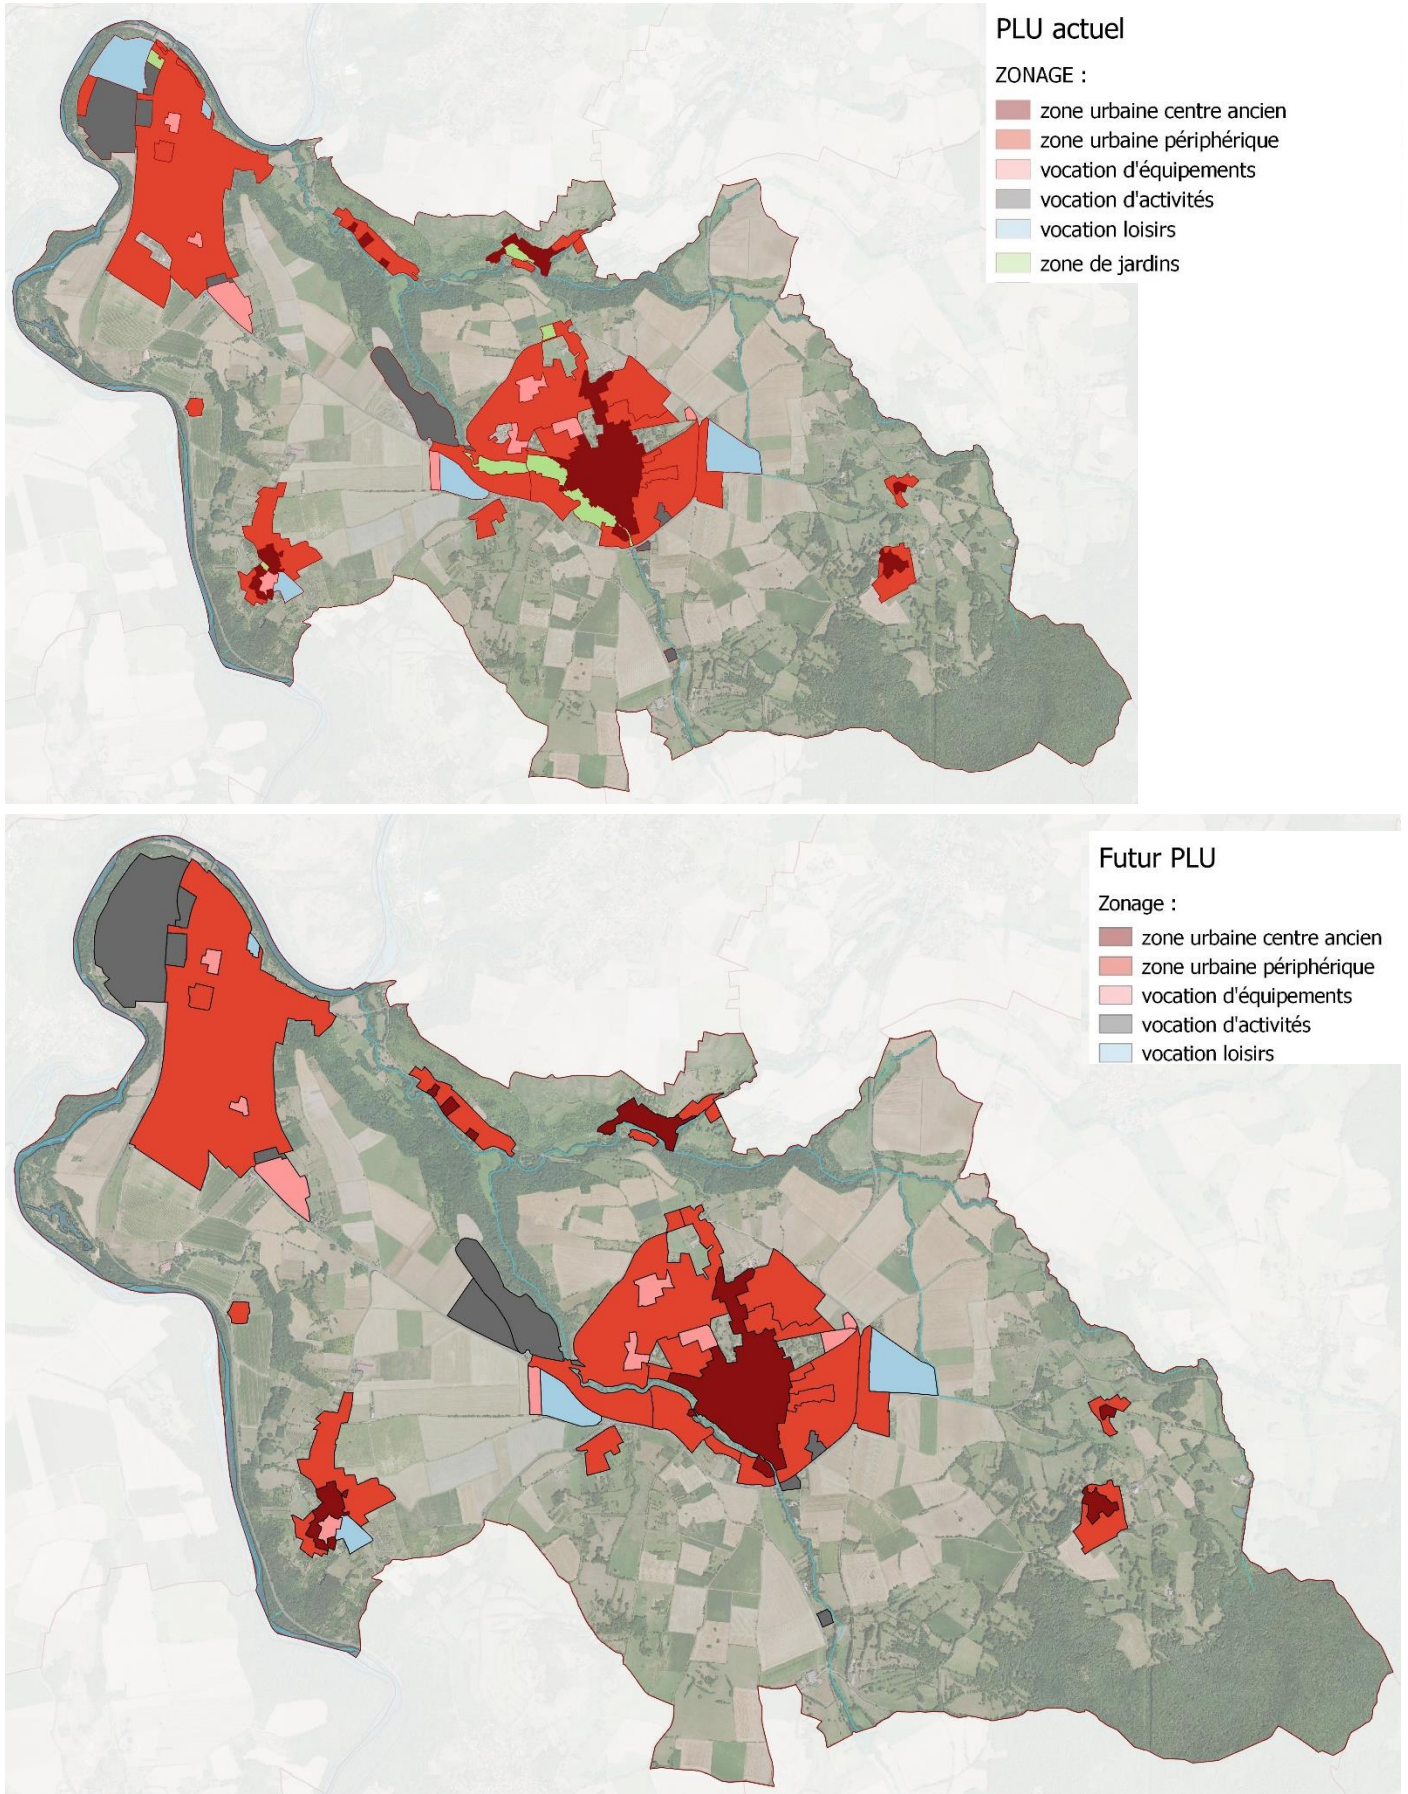 PLU actuel
ZONAGE :
zone urbaine centre ancien
zone urbaine périphérique
vocation d'équipements
vocation d'activités
vocation loisirs
zone de jardins
Futur PLU
Zonage :
zone urbaine centre ancien
zone urbaine périphérique
vocation d'équipements
vocation d'activités
vocation loisirs